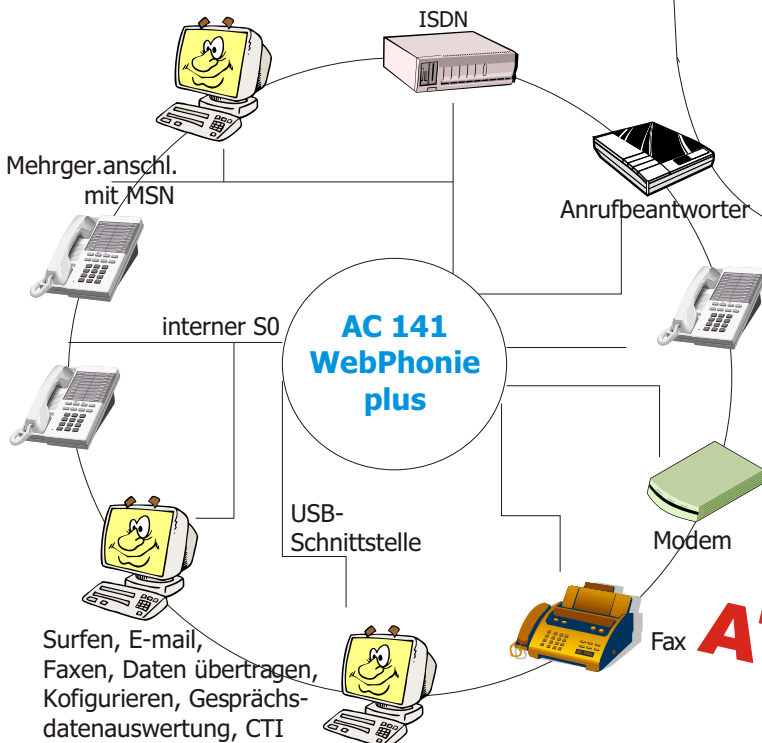 ISDN
Mehrger.anschl.
mit MSN
Anrufbeantworter
interner S0
AC 141
WebPhonie
plus
USB-
Schnittstelle
Modem
Fax
Surfen, E-mail,
Faxen, Daten übertragen,
Kofigurieren, Gesprächs-
datenauswertung, CTI